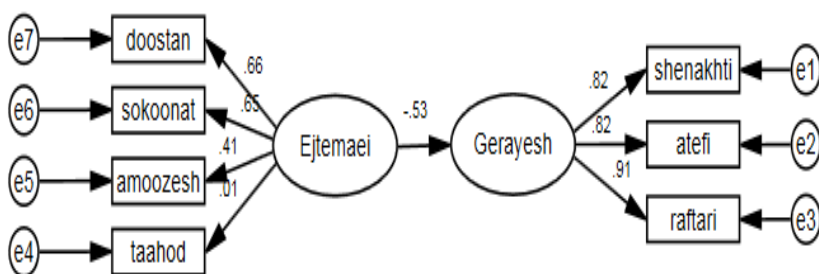 e7
doostan
.66
e6
sokoonat
.65
e5
amoozesh
.41
e4
taahod
.01
Ejtemaei
-.53
Gerayesh
.82
shenakhti
e1
.82
atefi
e2
.91
raftari
e3